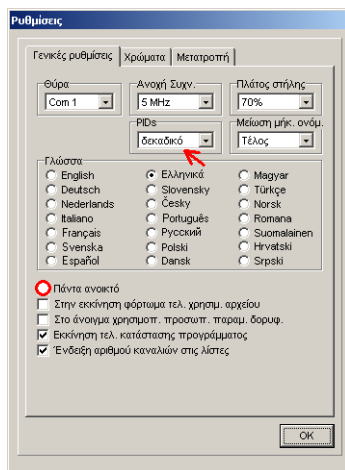 Ρυθμίσεις
Γενικές ρυθμίσεις Χρώματα Μετατροπή
Θύρα Ανοχή Συχν. Πλάτος στήλης
Com 1 5 MHz 70%
PIDs Μείωση μήκ. ονόμ.
δεκαδικό Τέλος
Γλώσσα
English Ελληνικά Magyar
Deutsch Slovensky Türkçe
Nederlands Česky Norsk
Italiano Português Romana
Français Русский Suomalainen
Svenska Polski Hrvatski
Español Dansk Srpski
Πάντα ανοικτό
Στην εκκίνηση φόρτωμα τελ. χρησιμ. αρχείου
Στο άνοιγμα χρησιμοπ. προσωπ. παραμ. δορυφ.
Εκκίνηση τελ. κατάστασης προγράμματος
Ένδειξη αριθμού καναλιών στις λίστες
OK